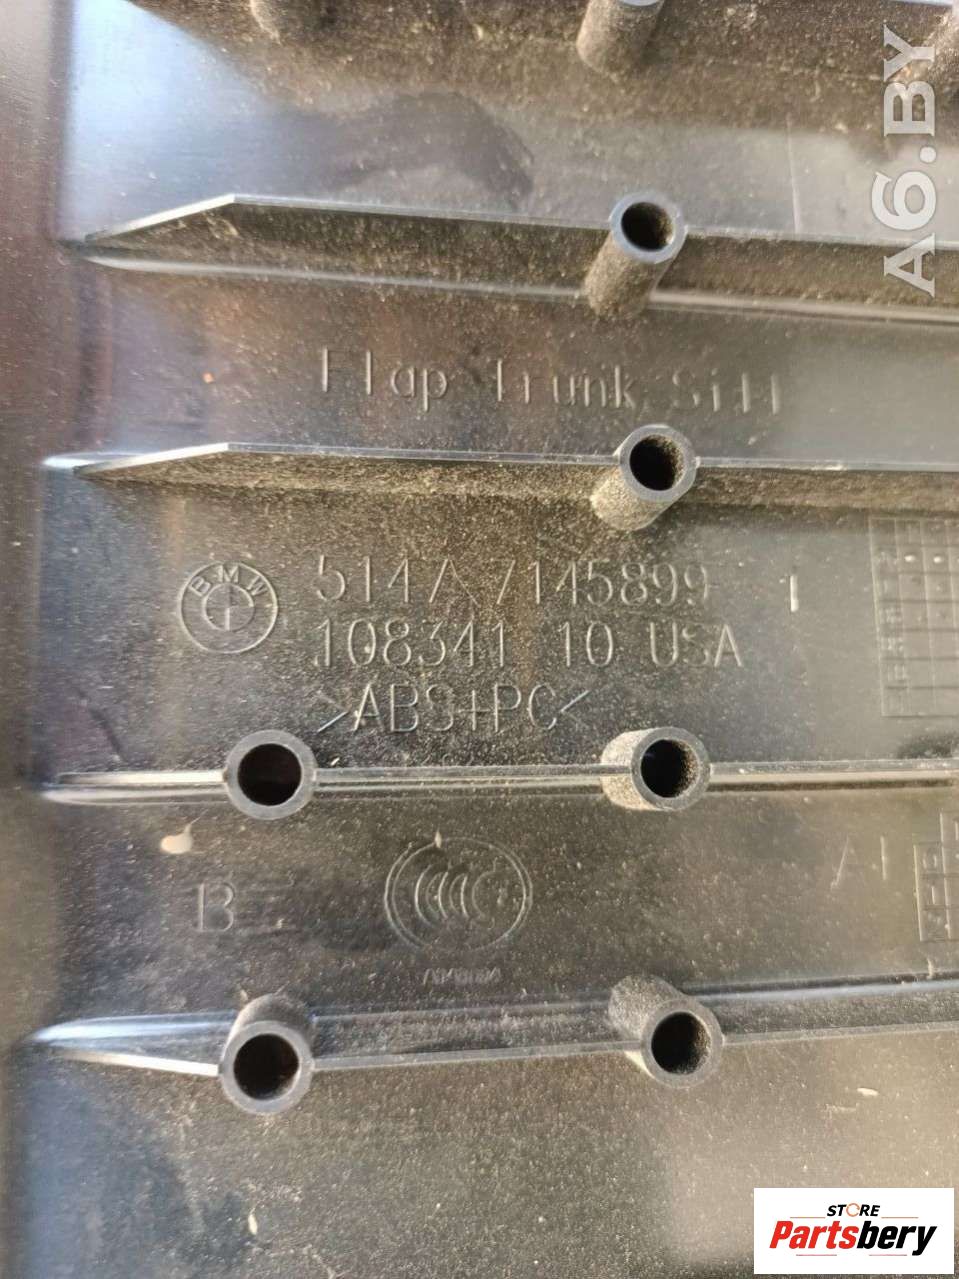 A6.BY
Flap Trunk Sill
BMW
5147 7145899
108341 10 USA
>ABS+PC<
B
STORE
Partsbery